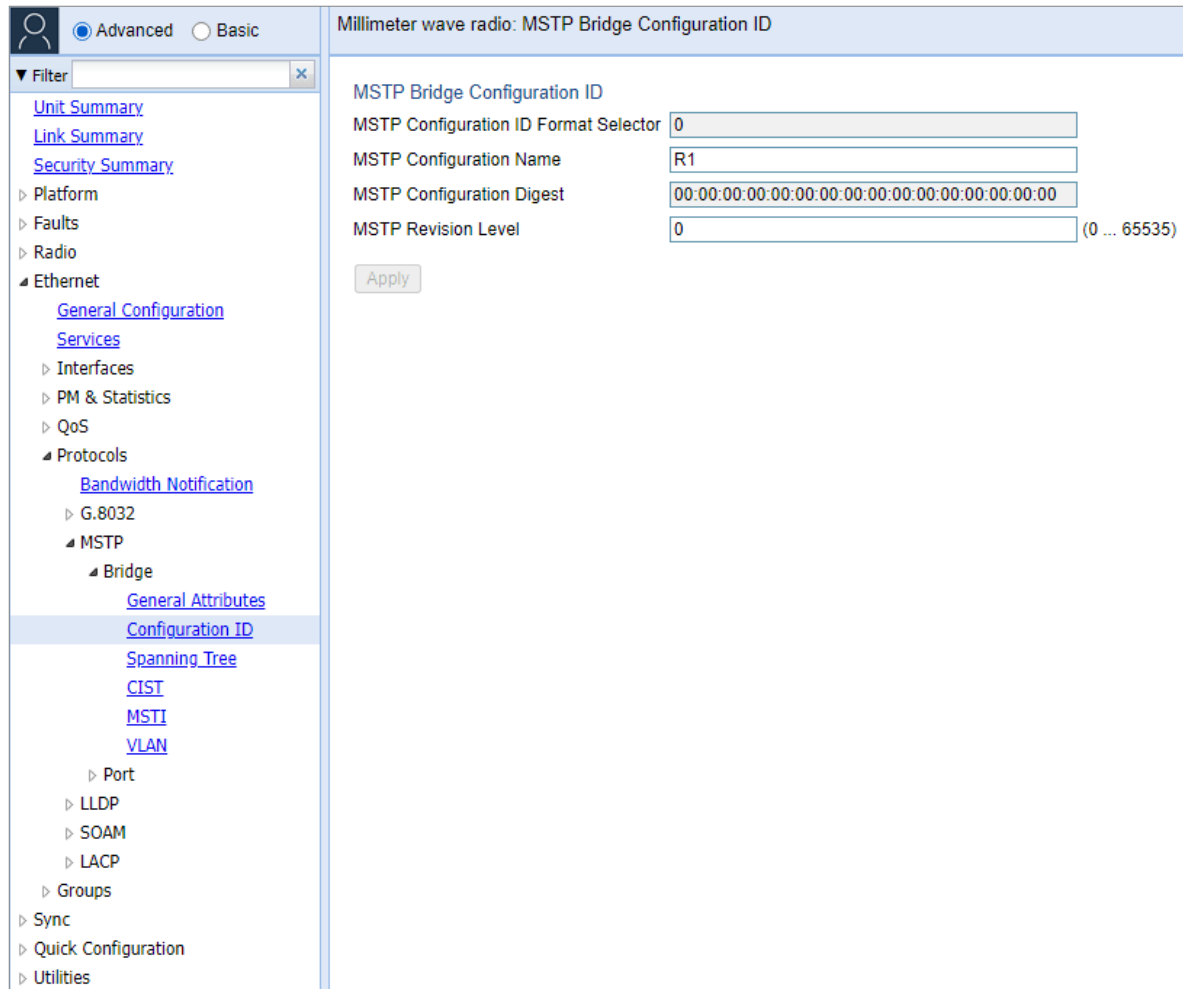 Advanced Basic
Millimeter wave radio: MSTP Bridge Configuration ID
Filter
Unit Summary
Link Summary
Security Summary
Platform
Faults
Radio
Ethernet
General Configuration
Services
Interfaces
PM & Statistics
QoS
Protocols
Bandwidth Notification
G.8032
MSTP
Bridge
General Attributes
Configuration ID
Spanning Tree
CIST
MSTI
VLAN
Port
LLDP
SOAM
LACP
Groups
Sync
Quick Configuration
Utilities
MSTP Bridge Configuration ID
MSTP Configuration ID Format Selector 0
MSTP Configuration Name R1
MSTP Configuration Digest 00:00:00:00:00:00:00:00:00:00:00:00:00:00:00:00
MSTP Revision Level 0 (0 ... 65535)
Apply